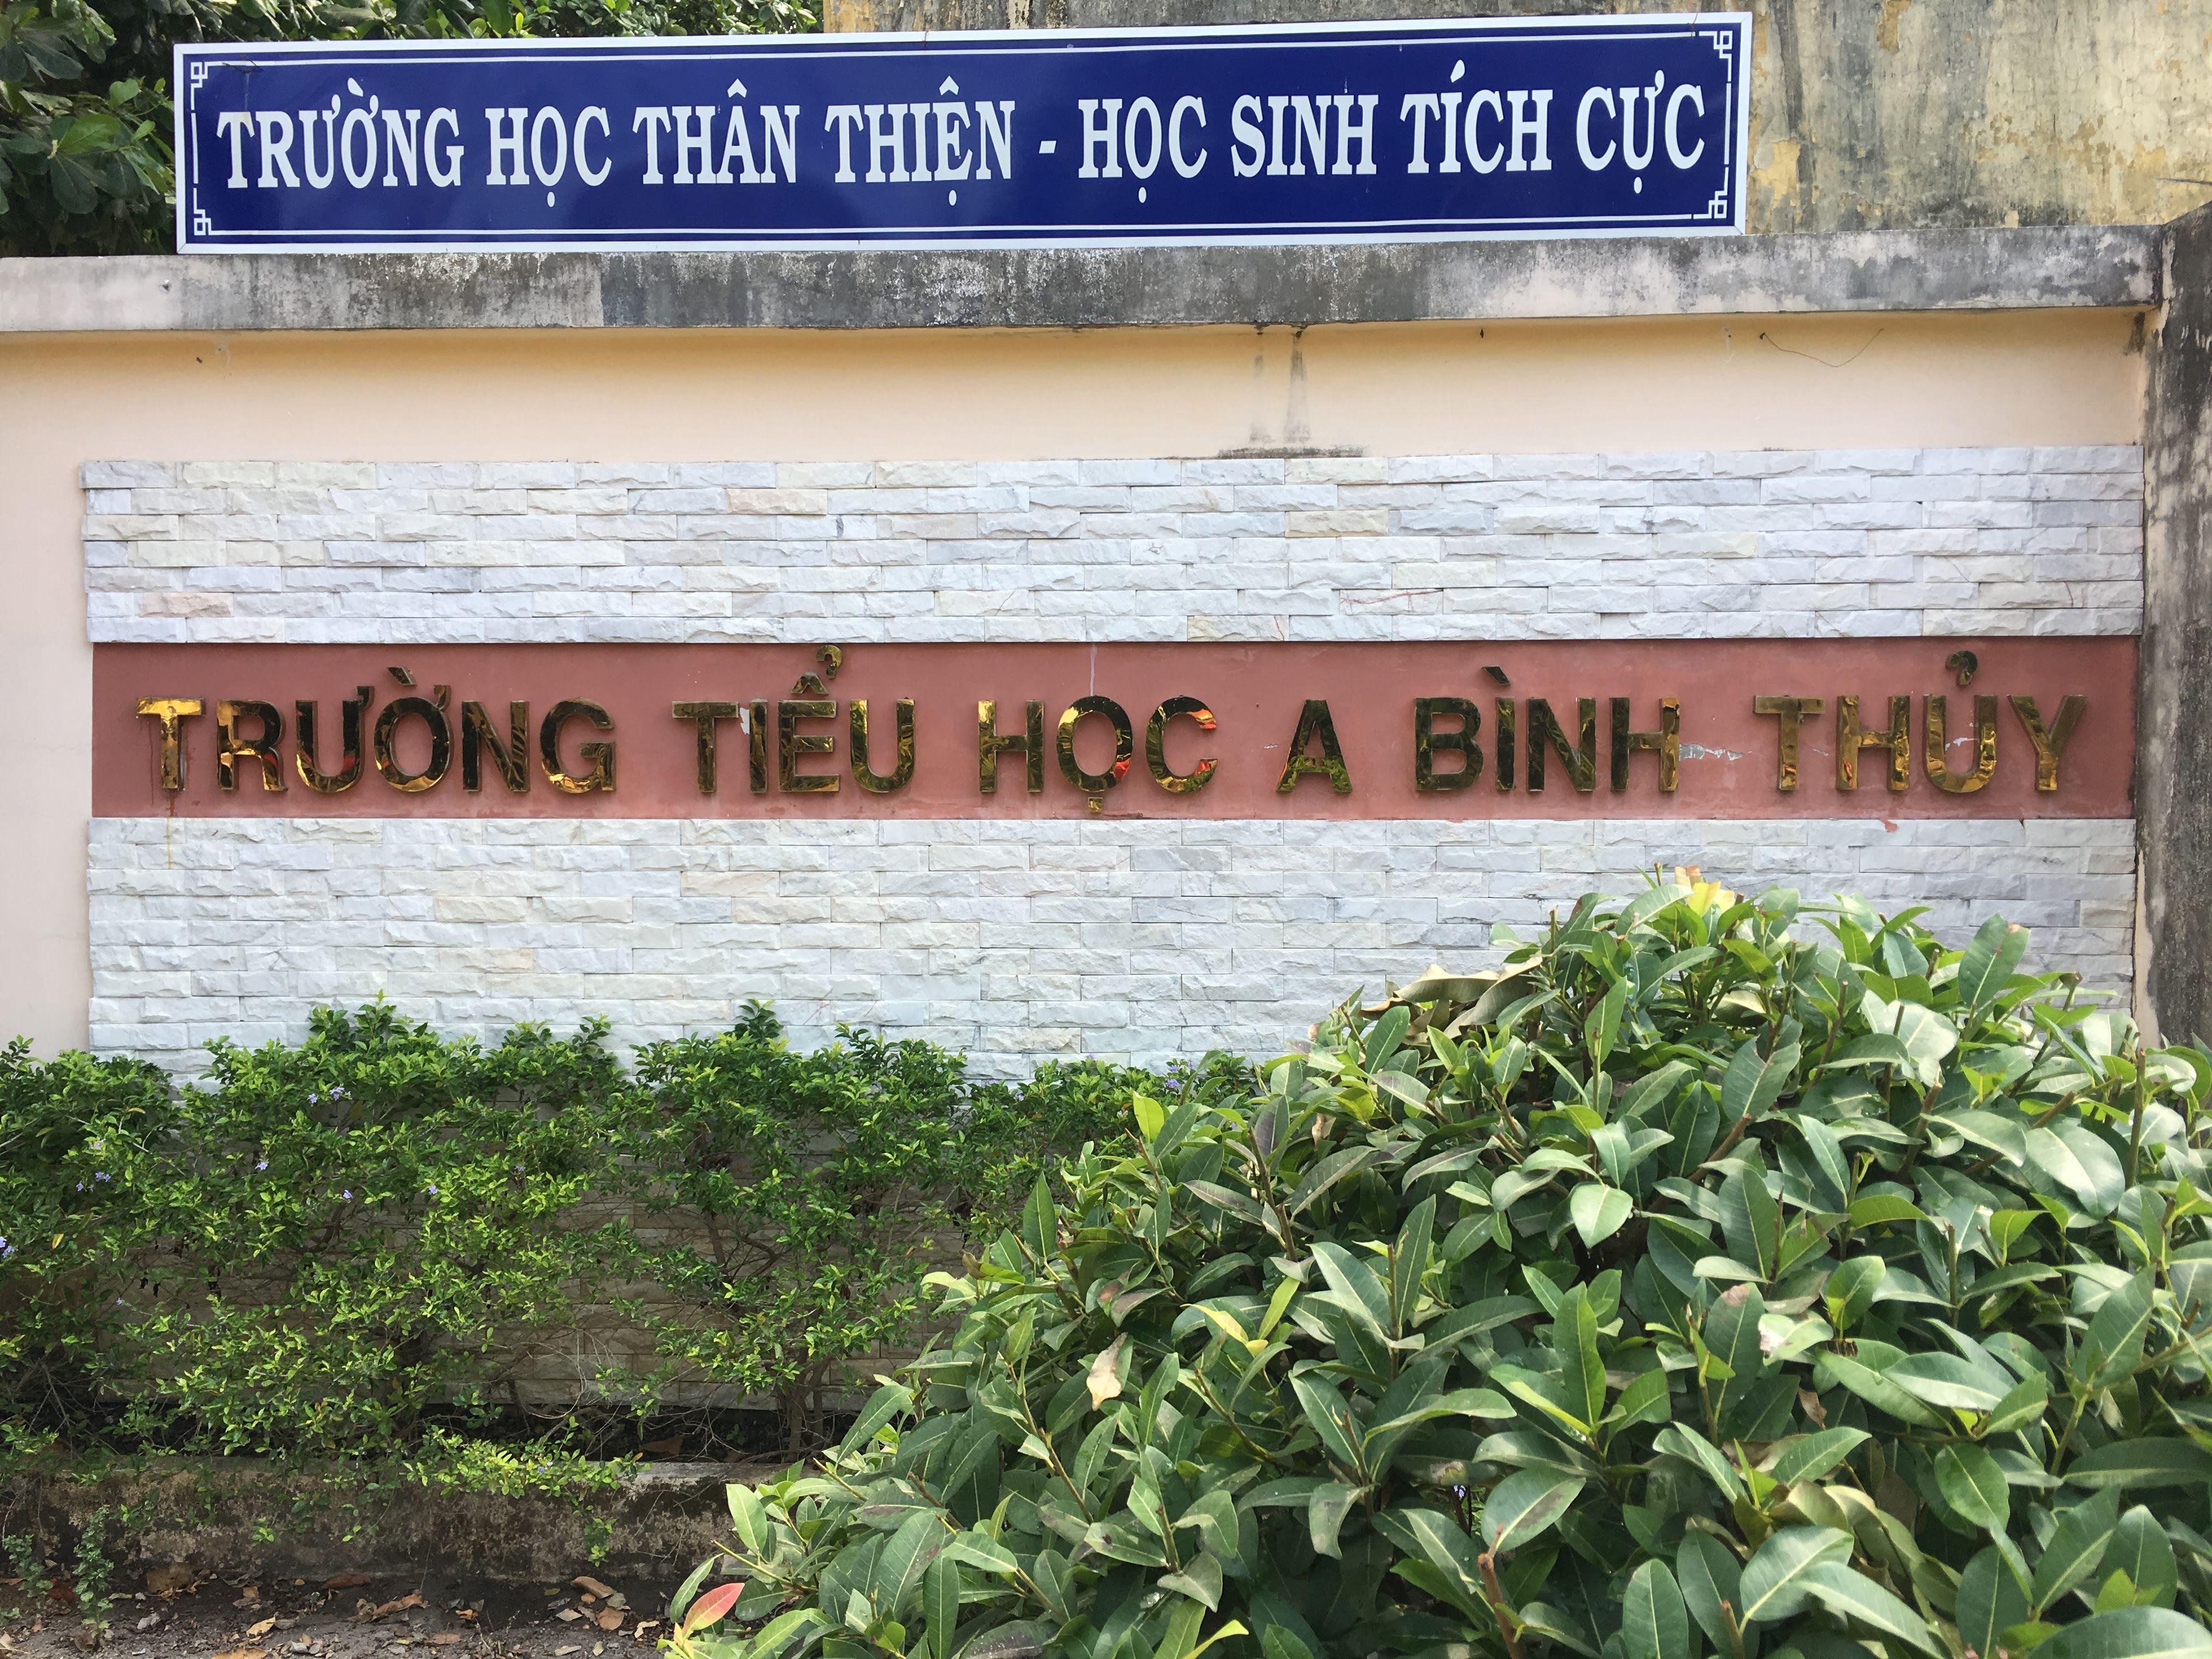 TRƯỜNG HỌC THÂN THIỆN - HỌC SINH TÍCH CỰC
TRƯỜNG TIỂU HỌC A BÌNH THỦY